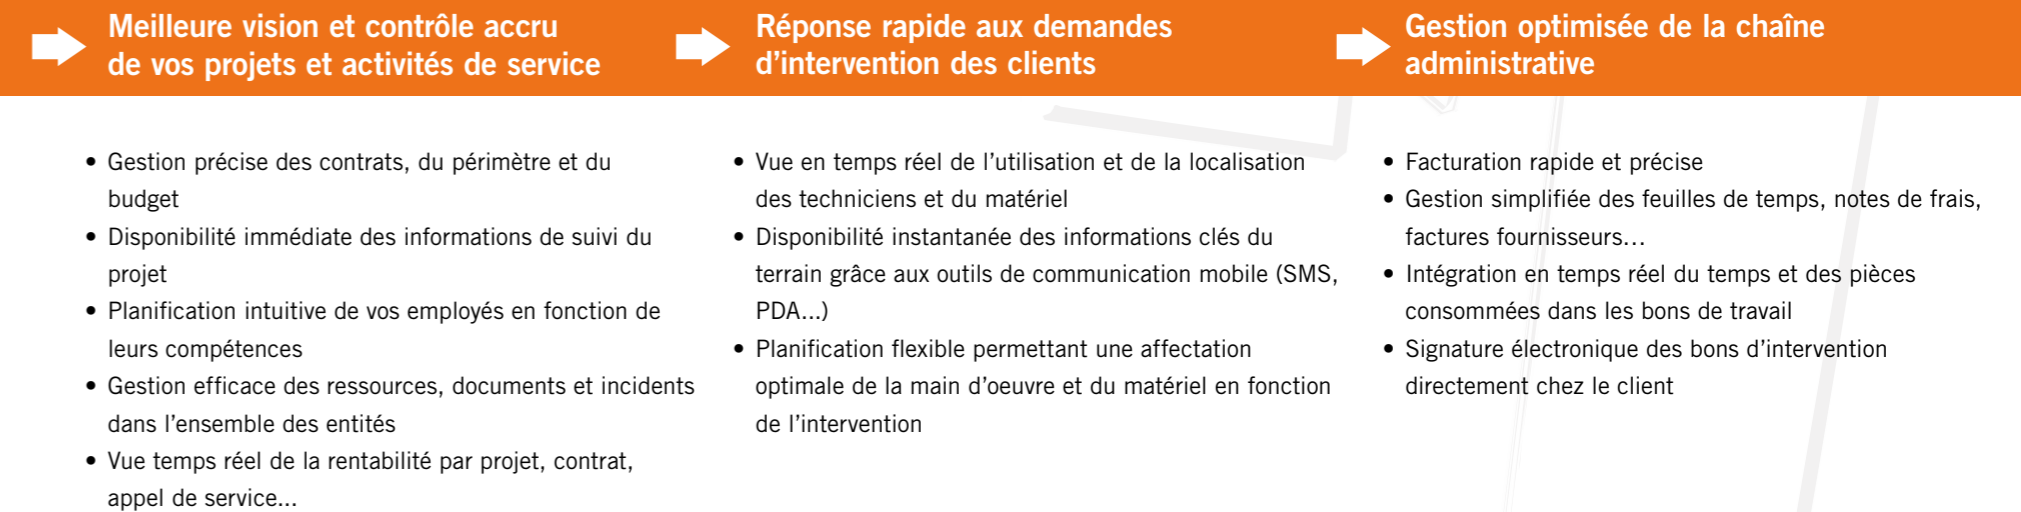 Meilleure vision et contrôle accru
de vos projets et activités de service
• Gestion précise des contrats, du périmètre et du
budget
• Disponibilité immédiate des informations de suivi du
projet
• Planification intuitive de vos employés en fonction de
leurs compétences
• Gestion efficace des ressources, documents et incidents
dans l’ensemble des entités
• Vue temps réel de la rentabilité par projet, contrat,
appel de service...
Réponse rapide aux demandes
d’intervention des clients
• Vue en temps réel de l’utilisation et de la localisation
des techniciens et du matériel
• Disponibilité instantanée des informations clés du
terrain grâce aux outils de communication mobile (SMS,
PDA...)
• Planification flexible permettant une affectation
optimale de la main d’oeuvre et du matériel en fonction
de l’intervention
Gestion optimisée de la chaîne
administrative
• Facturation rapide et précise
• Gestion simplifiée des feuilles de temps, notes de frais,
factures fournisseurs…
• Intégration en temps réel du temps et des pièces
consommées dans les bons de travail
• Signature électronique des bons d’intervention
directement chez le client